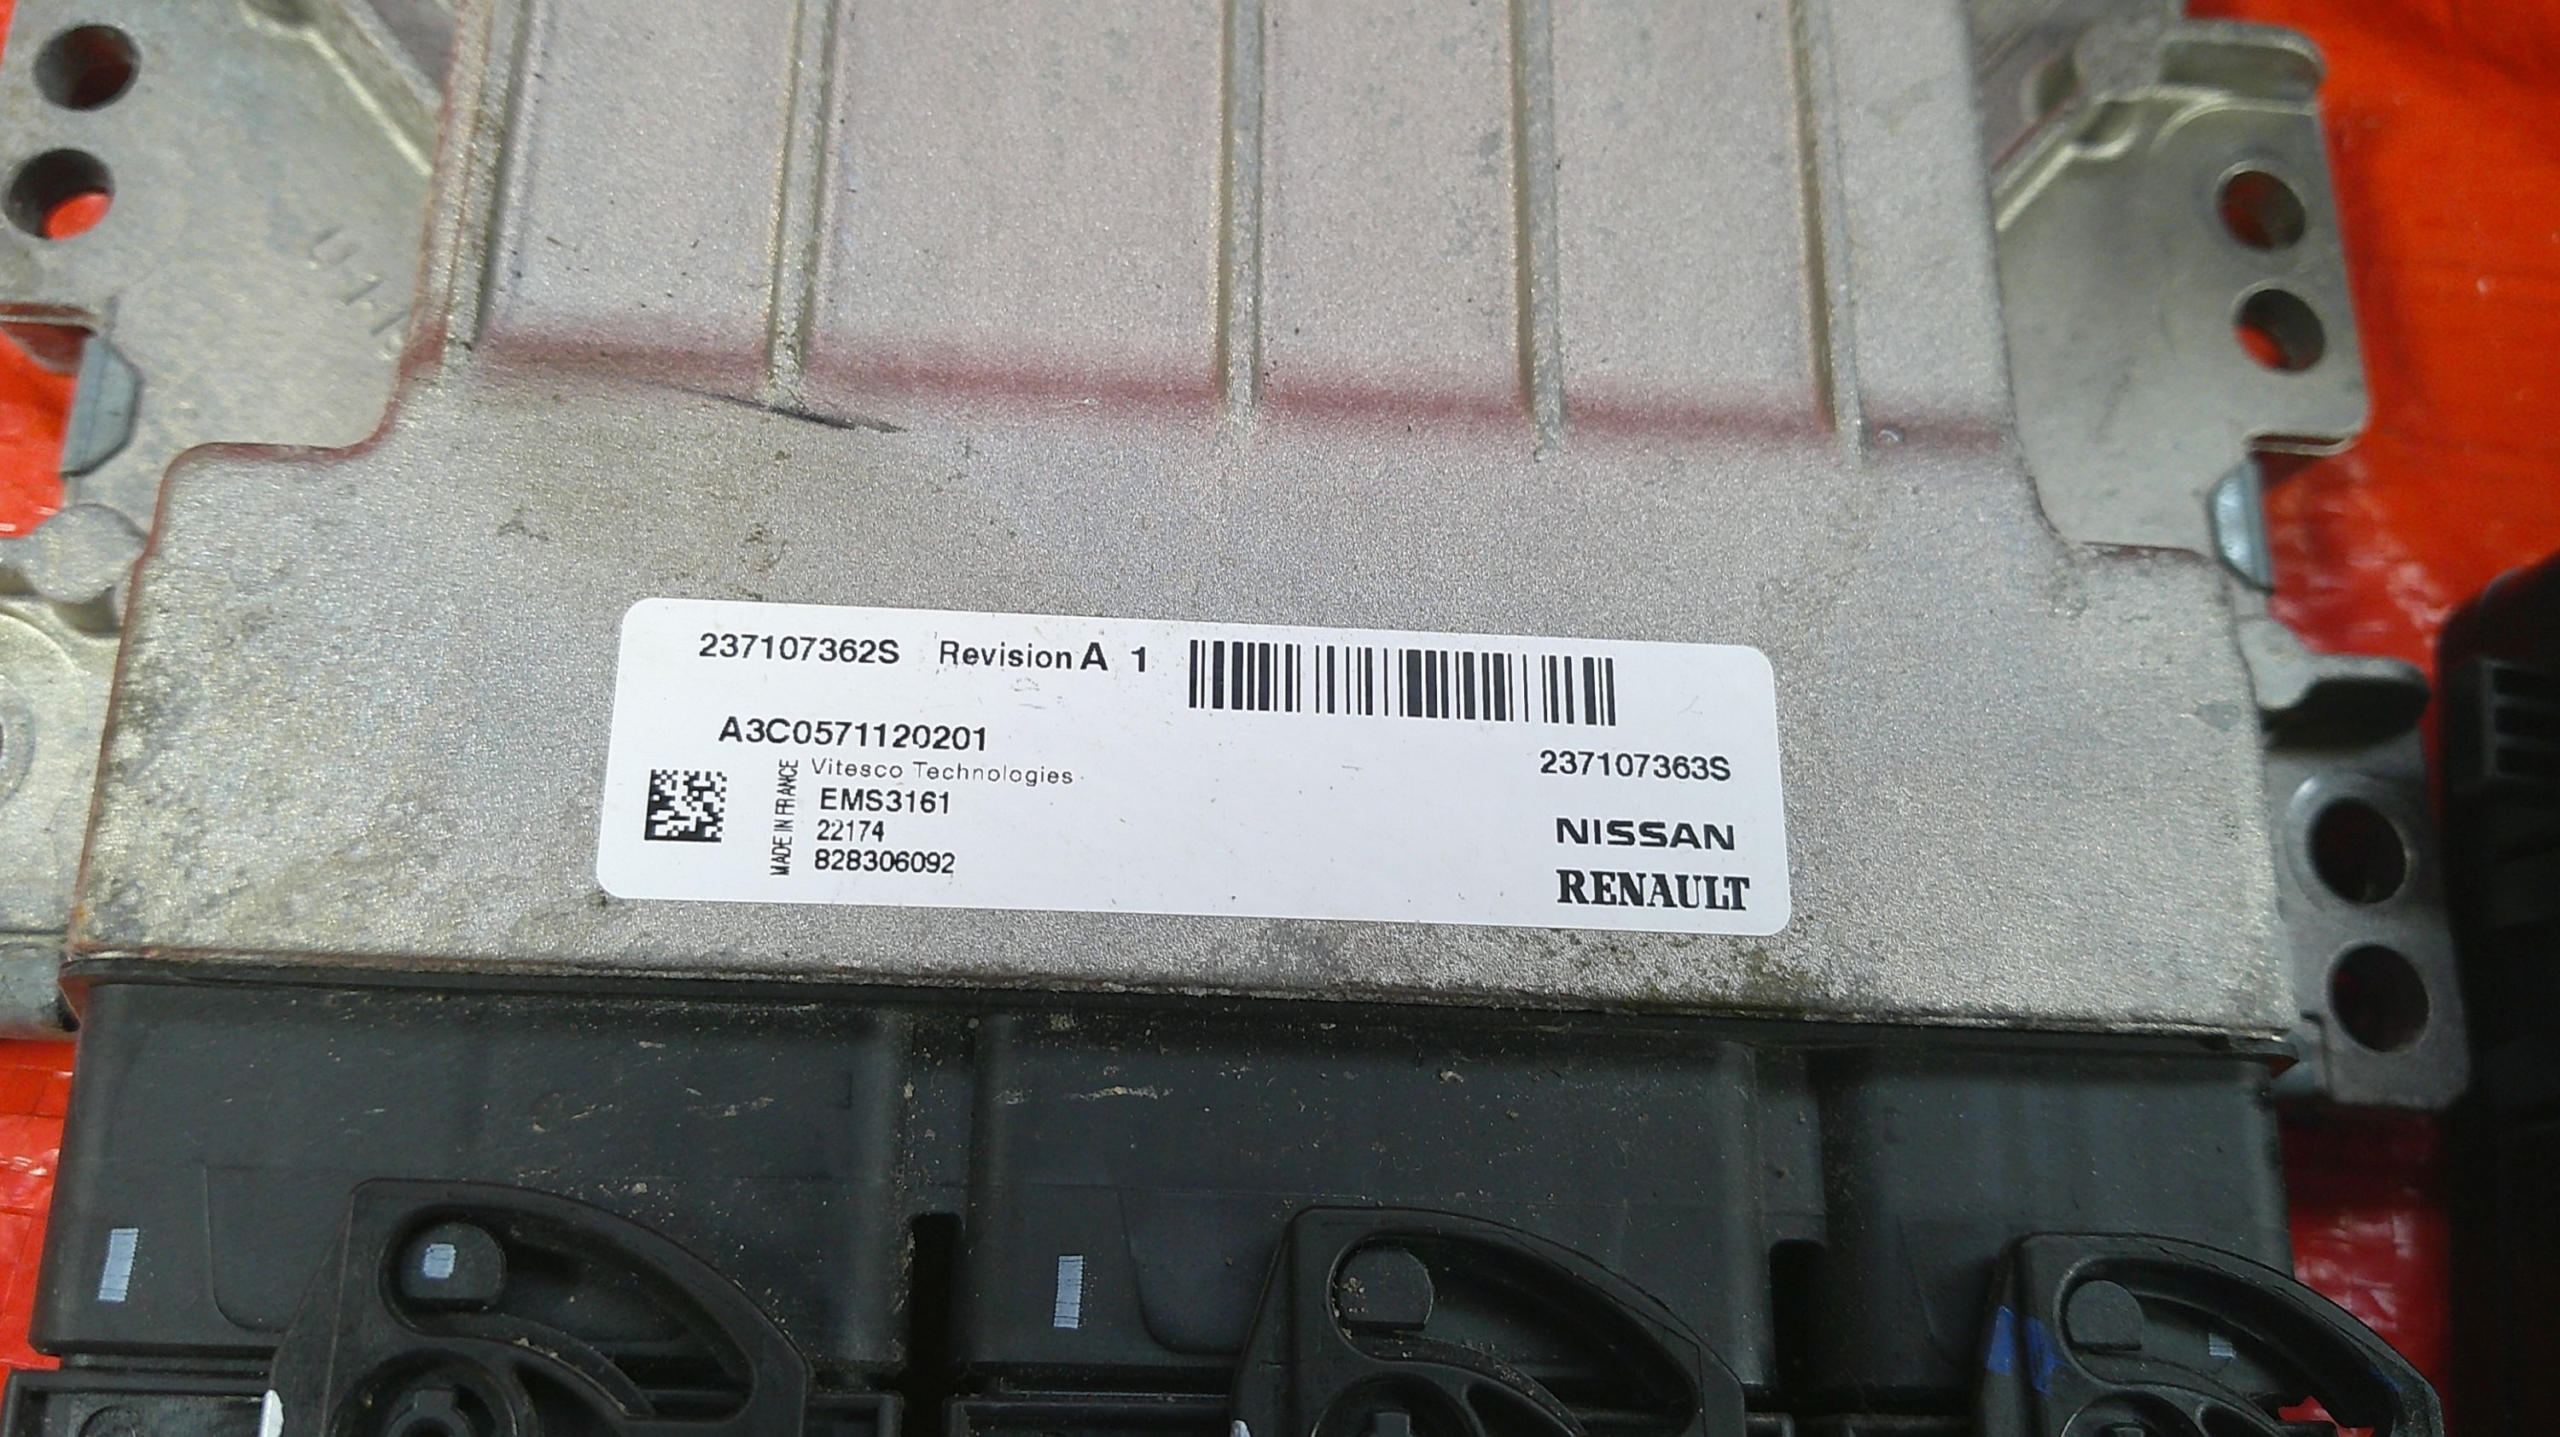 237107362S Revision A 1
A3C0571120201
237107363S
MADE IN FRANCE
Vitesco Technologies
EMS3161
22174
828306092
NISSAN
RENAULT